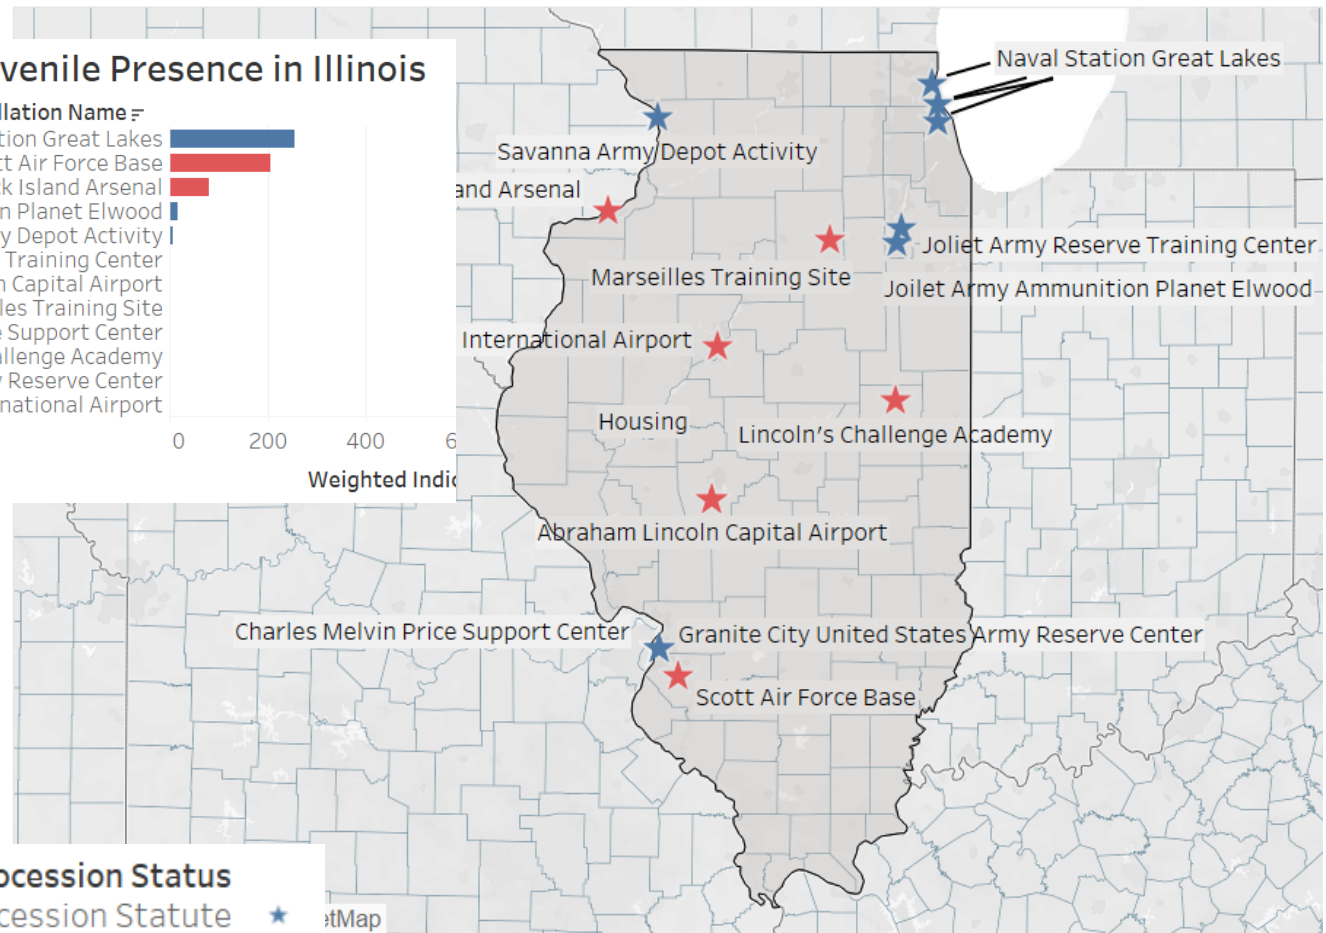 venile Presence in Illinois
llation Name
tion Great Lakes
tt Air Force Base
k Island Arsenal
n Planet Elwood
y Depot Activity
Training Center
n Capital Airport
les Training Site
e Support Center
allenge Academy
y Reserve Center
national Airport
0 200 400 6
Weighted Indic
Naval Station Great Lakes
Savanna Army Depot Activity
and Arsenal
Joliet Army Reserve Training Center
Marseilles Training Site
Joilet Army Ammunition Planet Elwood
International Airport
Housing
Lincoln's Challenge Academy
Abraham Lincoln Capital Airport
Charles Melvin Price Support Center
Granite City United States Army Reserve Center
Scott Air Force Base
ocession Status
cession Statute
etMap